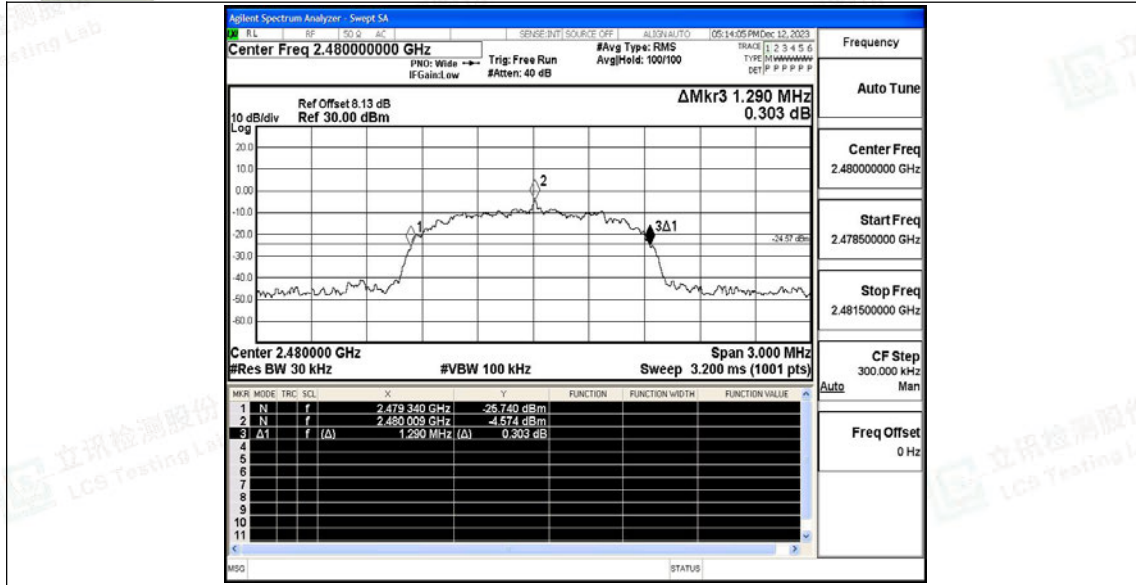 Agilent Spectrum Analyzer - Swept SA
RL RF 50 Ω AC SENSE:INT SOURCE OFF ALIGN AUTO 05:14:05 PM Dec 12, 2023
Center Freq 2.480000000 GHz
PNO: Wide
IFGain:Low
Trig: Free Run
#Atten: 40 dB
#Avg Type: RMS
Avg|Hold: 100/100
TRACE 1 2 3 4 5 6
TYPE M W W W W W
DET P P P P P P
Frequency
Auto Tune
Center Freq
2.480000000 GHz
Start Freq
2.478500000 GHz
Stop Freq
2.481500000 GHz
CF Step
300.000 kHz
Auto Man
Freq Offset
0 Hz
ΔMkr3 1.290 MHz
0.303 dB
Ref Offset 8.13 dB
10 dB/div Ref 30.00 dBm
Log
20.0
10.0
0.00
-10.0
-20.0
-30.0
-40.0
-50.0
-60.0
1
2
3Δ1
-24.57 dBm
Center 2.480000 GHz Span 3.000 MHz
#Res BW 30 kHz #VBW 100 kHz Sweep 3.200 ms (1001 pts)
MKR MODE TRC SCL X Y FUNCTION FUNCTION WIDTH FUNCTION VALUE
1 N f 2.479 340 GHz -25.740 dBm
2 N f 2.480 009 GHz -4.574 dBm
3 Δ1 f (Δ) 1.290 MHz (Δ) 0.303 dB
4
5
6
7
8
9
10
11
MSG STATUS
立讯检测股份
LCS Testing Lab